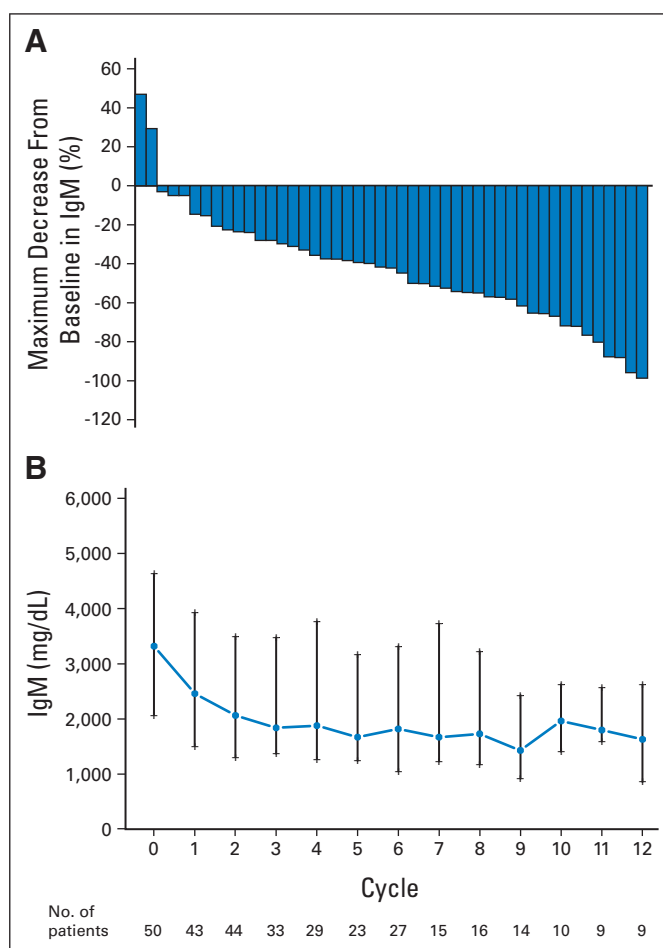 A
Maximum Decrease From
Baseline in IgM (%)
60
40
20
0
-20
-40
-60
-80
-100
-120
B
IgM (mg/dL)
6,000
5,000
4,000
3,000
2,000
1,000
0
0 1 2 3 4 5 6 7 8 9 10 11 12
Cycle
No. of
patients 50 43 44 33 29 23 27 15 16 14 10 9 9